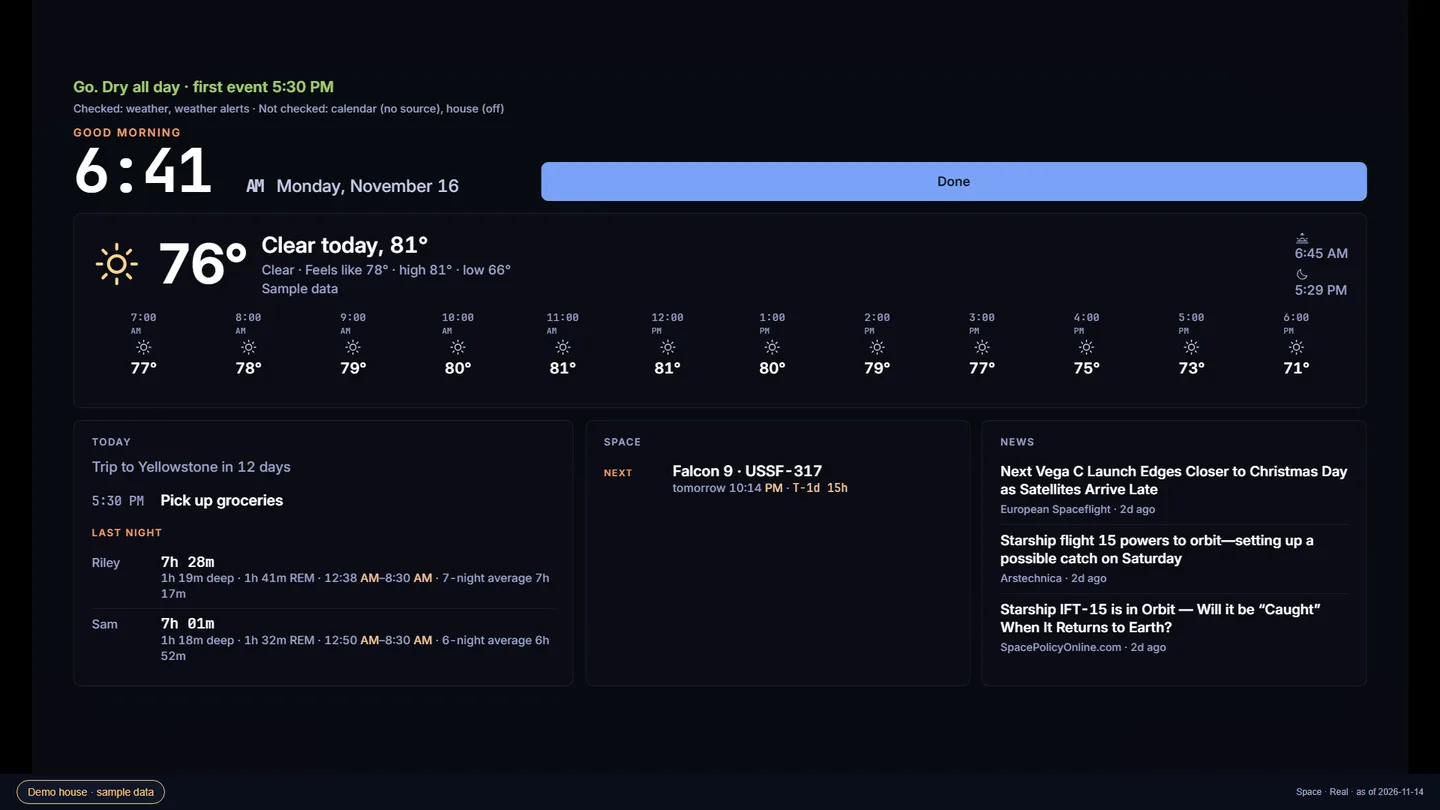 Go. Dry all day · first event 5:30 PM
Checked: weather, weather alerts · Not checked: calendar (no source), house (off)
GOOD MORNING
6:41 AM Monday, November 16
Done
76°
Clear today, 81°
Clear · Feels like 78° · high 81° · low 66°
Sample data
6:45 AM
5:29 PM
7:00 AM 77°
8:00 AM 78°
9:00 AM 79°
10:00 AM 80°
11:00 AM 81°
12:00 PM 81°
1:00 PM 80°
2:00 PM 79°
3:00 PM 77°
4:00 PM 75°
5:00 PM 73°
6:00 PM 71°
TODAY
Trip to Yellowstone in 12 days
5:30 PM Pick up groceries
LAST NIGHT
Riley 7h 28m
1h 19m deep · 1h 41m REM · 12:38 AM–8:30 AM · 7-night average 7h
17m
Sam 7h 01m
1h 18m deep · 1h 32m REM · 12:50 AM–8:30 AM · 6-night average 6h
52m
SPACE
NEXT Falcon 9 · USSF-317
tomorrow 10:14 PM · T-1d 15h
NEWS
Next Vega C Launch Edges Closer to Christmas Day
as Satellites Arrive Late
European Spaceflight · 2d ago
Starship flight 15 powers to orbit—setting up a
possible catch on Saturday
Arstechnica · 2d ago
Starship IFT-15 is in Orbit — Will it be “Caught”
When It Returns to Earth?
SpacePolicyOnline.com · 2d ago
Demo house · sample data
Space · Real · as of 2026-11-14